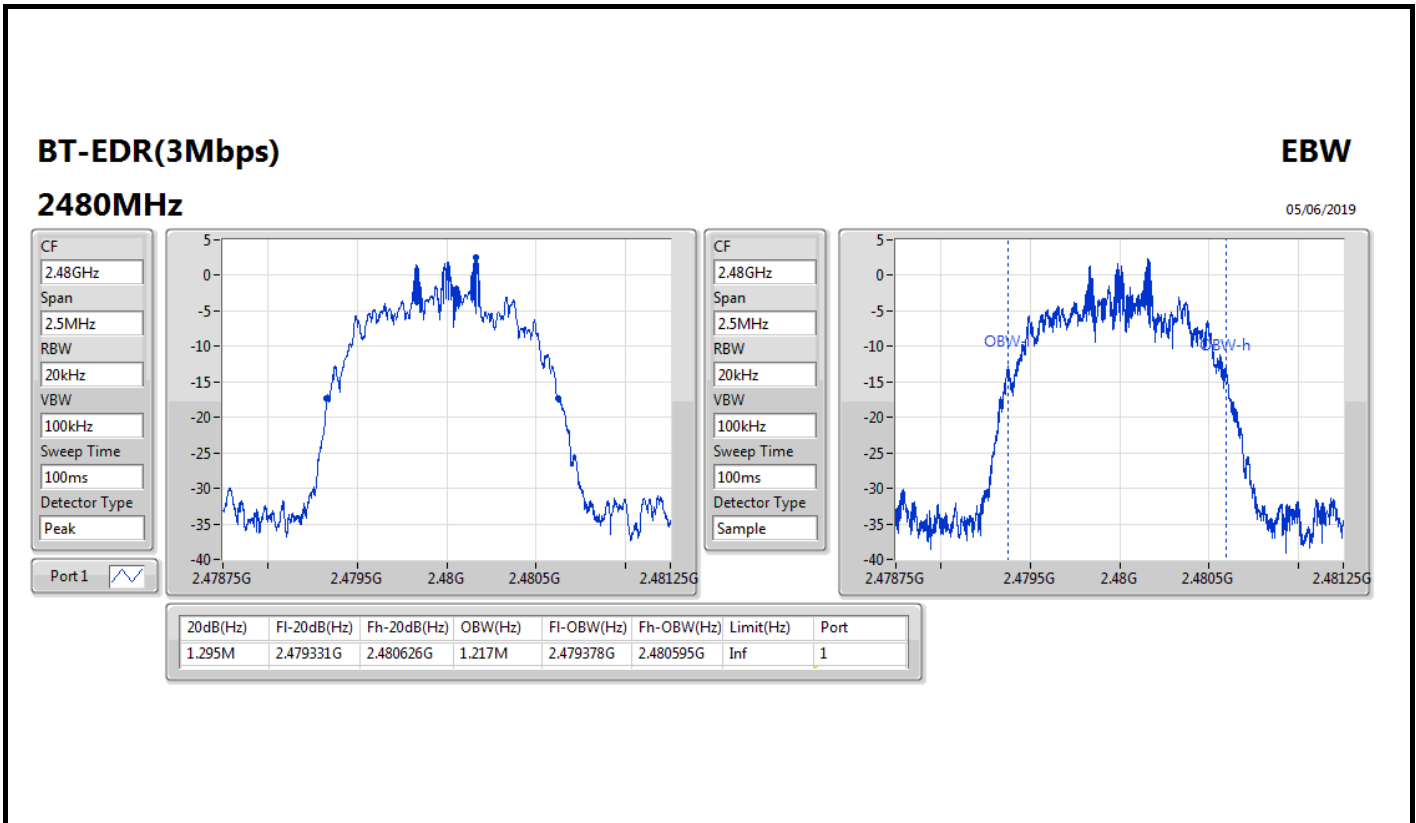 BT-EDR(3Mbps)
EBW
2480MHz
05/06/2019
CF
2.48GHz
Span
2.5MHz
RBW
20kHz
VBW
100kHz
Sweep Time
100ms
Detector Type
Peak
Port 1
5
0
-5
-10
-15
-20
-25
-30
-35
-40
2.47875G 2.4795G 2.48G 2.4805G 2.48125G
CF
2.48GHz
Span
2.5MHz
RBW
20kHz
VBW
100kHz
Sweep Time
100ms
Detector Type
Sample
5
0
-5
-10
-15
-20
-25
-30
-35
-40
OBW-h
2.47875G 2.4795G 2.48G 2.4805G 2.48125G
20dB(Hz) Fl-20dB(Hz) Fh-20dB(Hz) OBW(Hz) Fl-OBW(Hz) Fh-OBW(Hz) Limit(Hz) Port
1.295M 2.479331G 2.480626G 1.217M 2.479378G 2.480595G Inf 1